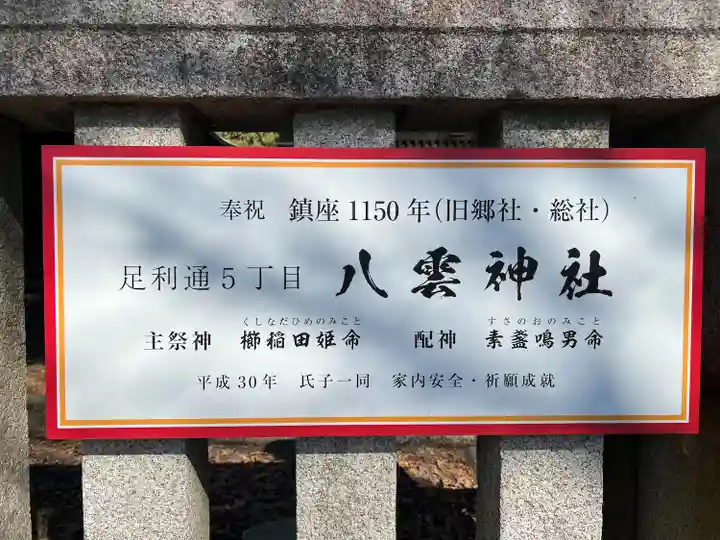 奉祝 鎮座1150年(旧郷社・総社)
足利通5丁目 八雲神社
くしなだひめのみこと すさのおのみこと
主祭神 櫛稲田姫命 配神 素盞鳴男命
平成30年 氏子一同 家内安全・祈願成就